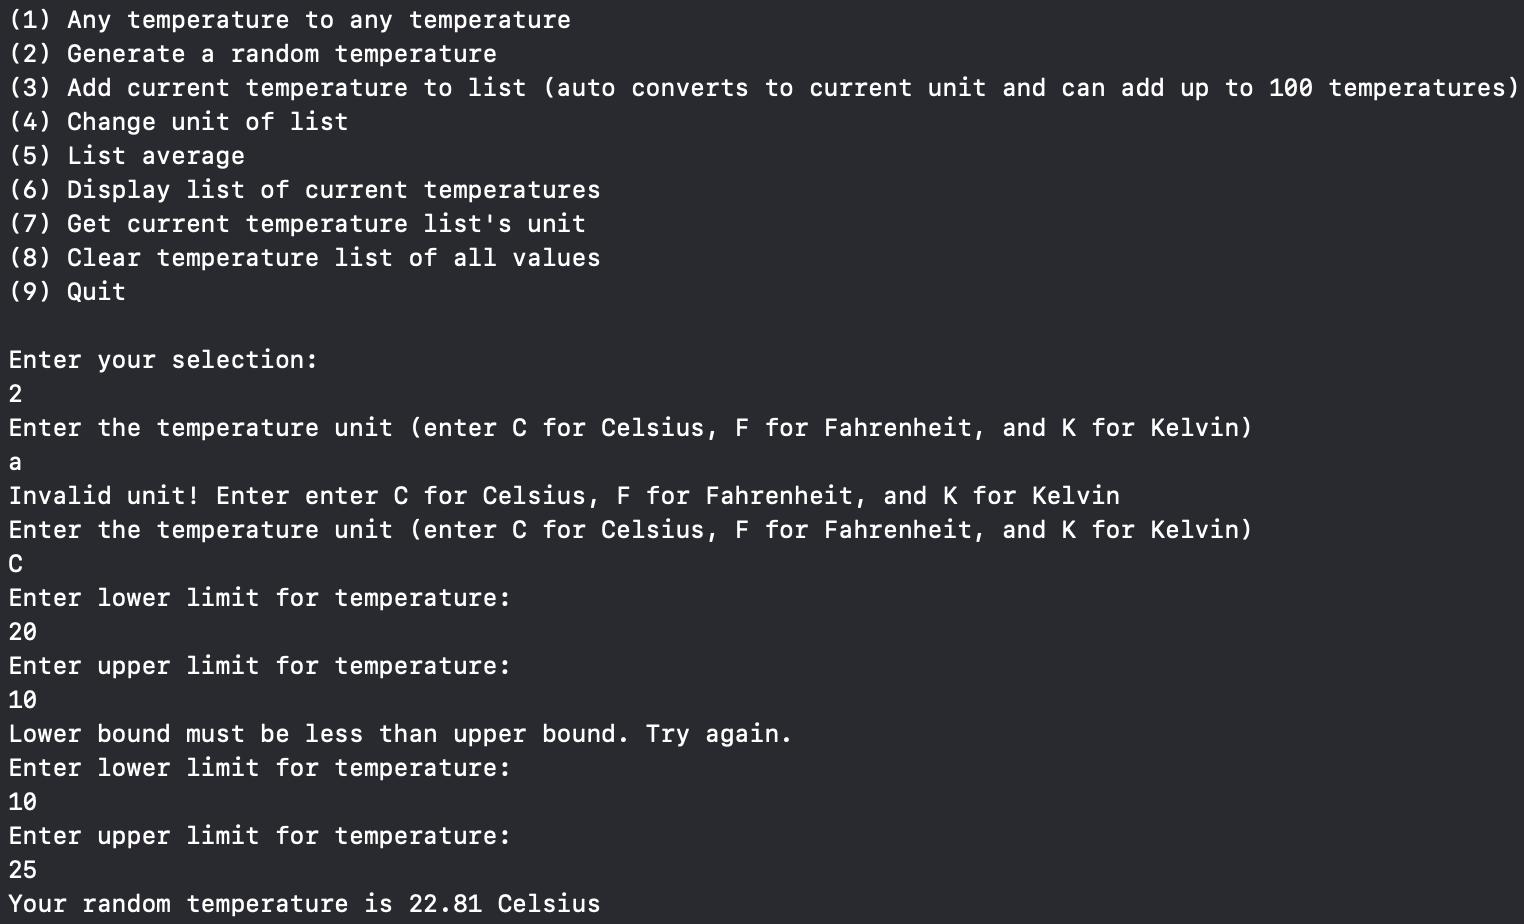 (1) Any temperature to any temperature
(2) Generate a random temperature
(3) Add current temperature to list (auto converts to current unit and can add up to 100 temperatures)
(4) Change unit of list
(5) List average
(6) Display list of current temperatures
(7) Get current temperature list's unit
(8) Clear temperature list of all values
(9) Quit

Enter your selection:
2
Enter the temperature unit (enter C for Celsius, F for Fahrenheit, and K for Kelvin)
a
Invalid unit! Enter enter C for Celsius, F for Fahrenheit, and K for Kelvin
Enter the temperature unit (enter C for Celsius, F for Fahrenheit, and K for Kelvin)
C
Enter lower limit for temperature:
20
Enter upper limit for temperature:
10
Lower bound must be less than upper bound. Try again.
Enter lower limit for temperature:
10
Enter upper limit for temperature:
25
Your random temperature is 22.81 Celsius